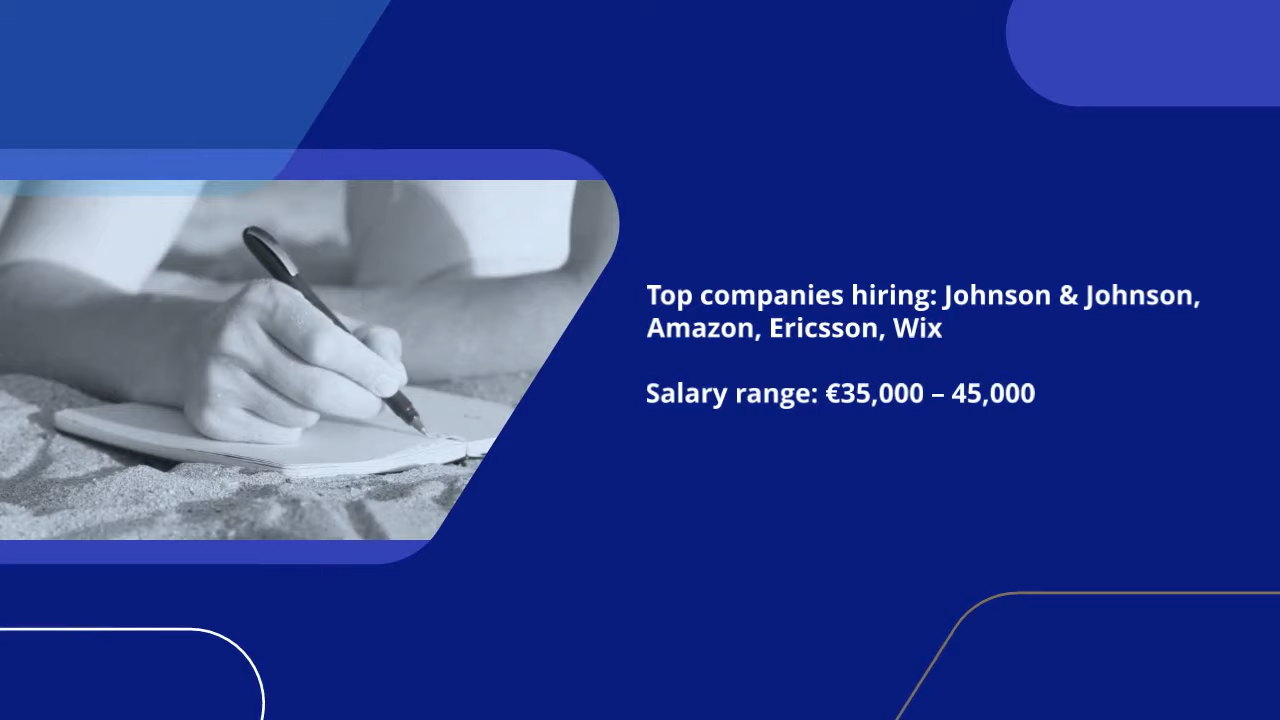 Top companies hiring: Johnson & Johnson,
Amazon, Ericsson, Wix
Salary range: €35,000 – 45,000